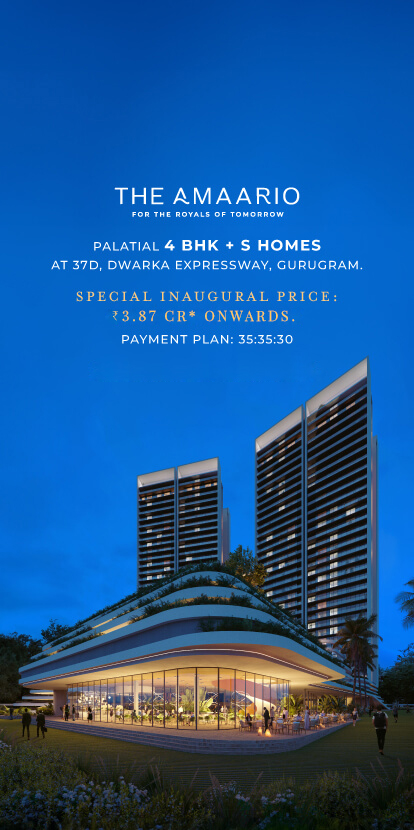 THE AMAARIO
FOR THE ROYALS OF TOMORROW
PALATIAL 4 BHK + S HOMES
AT 37D, DWARKA EXPRESSWAY, GURUGRAM.
SPECIAL INAUGURAL PRICE:
₹3.87 CR* ONWARDS.
PAYMENT PLAN: 35:35:30